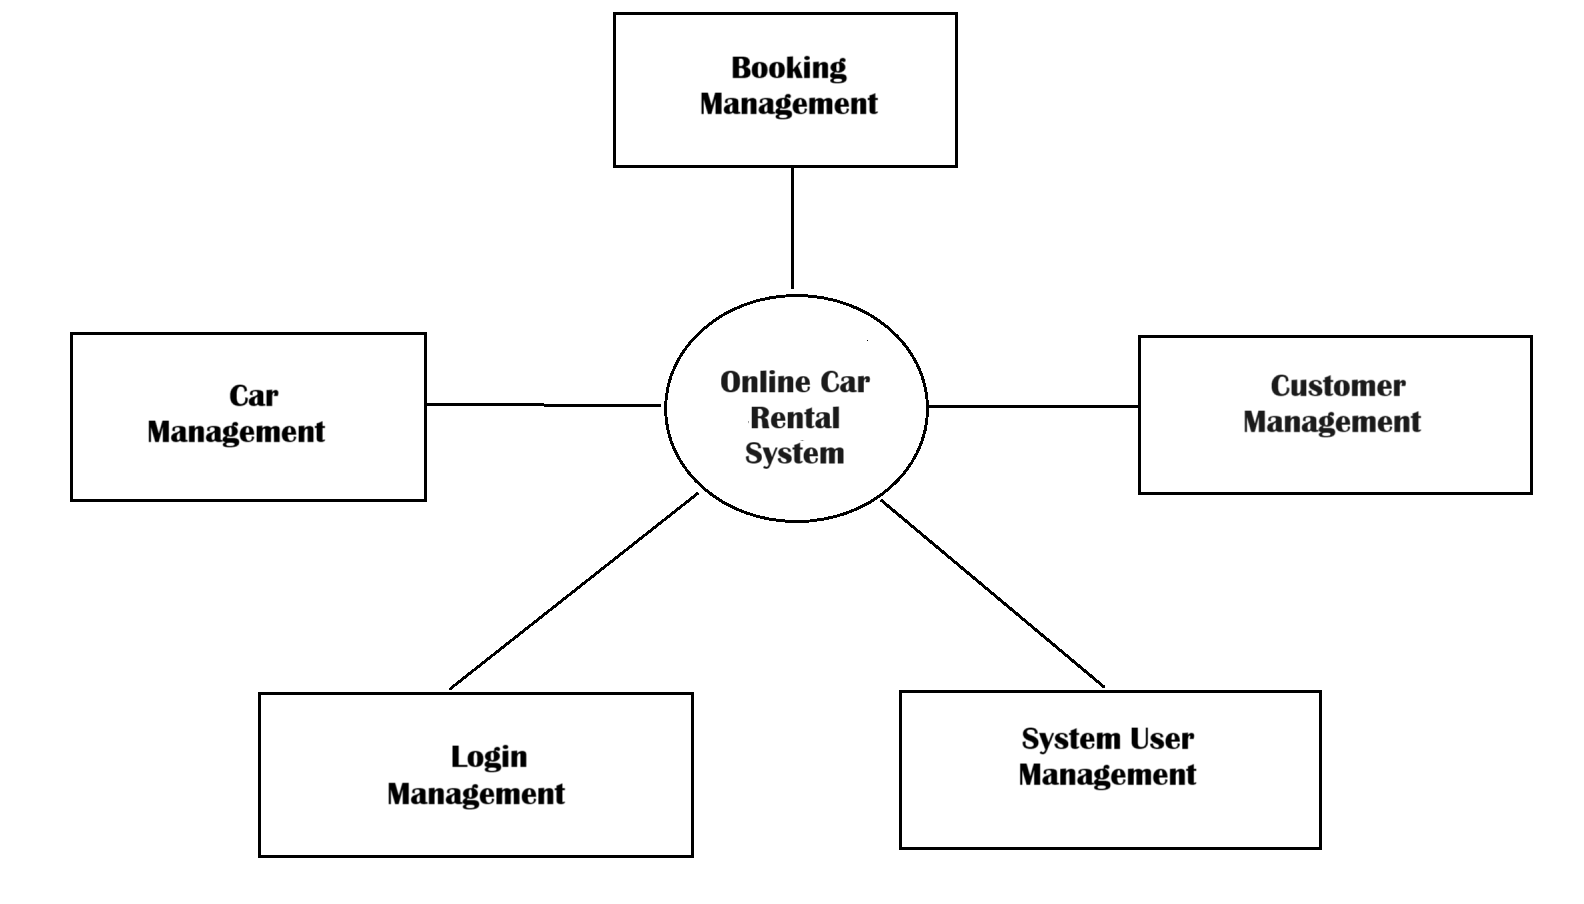 Booking
Management
Car
Management
Online Car
Rental
System
Customer
Management
Login
Management
System User
Management